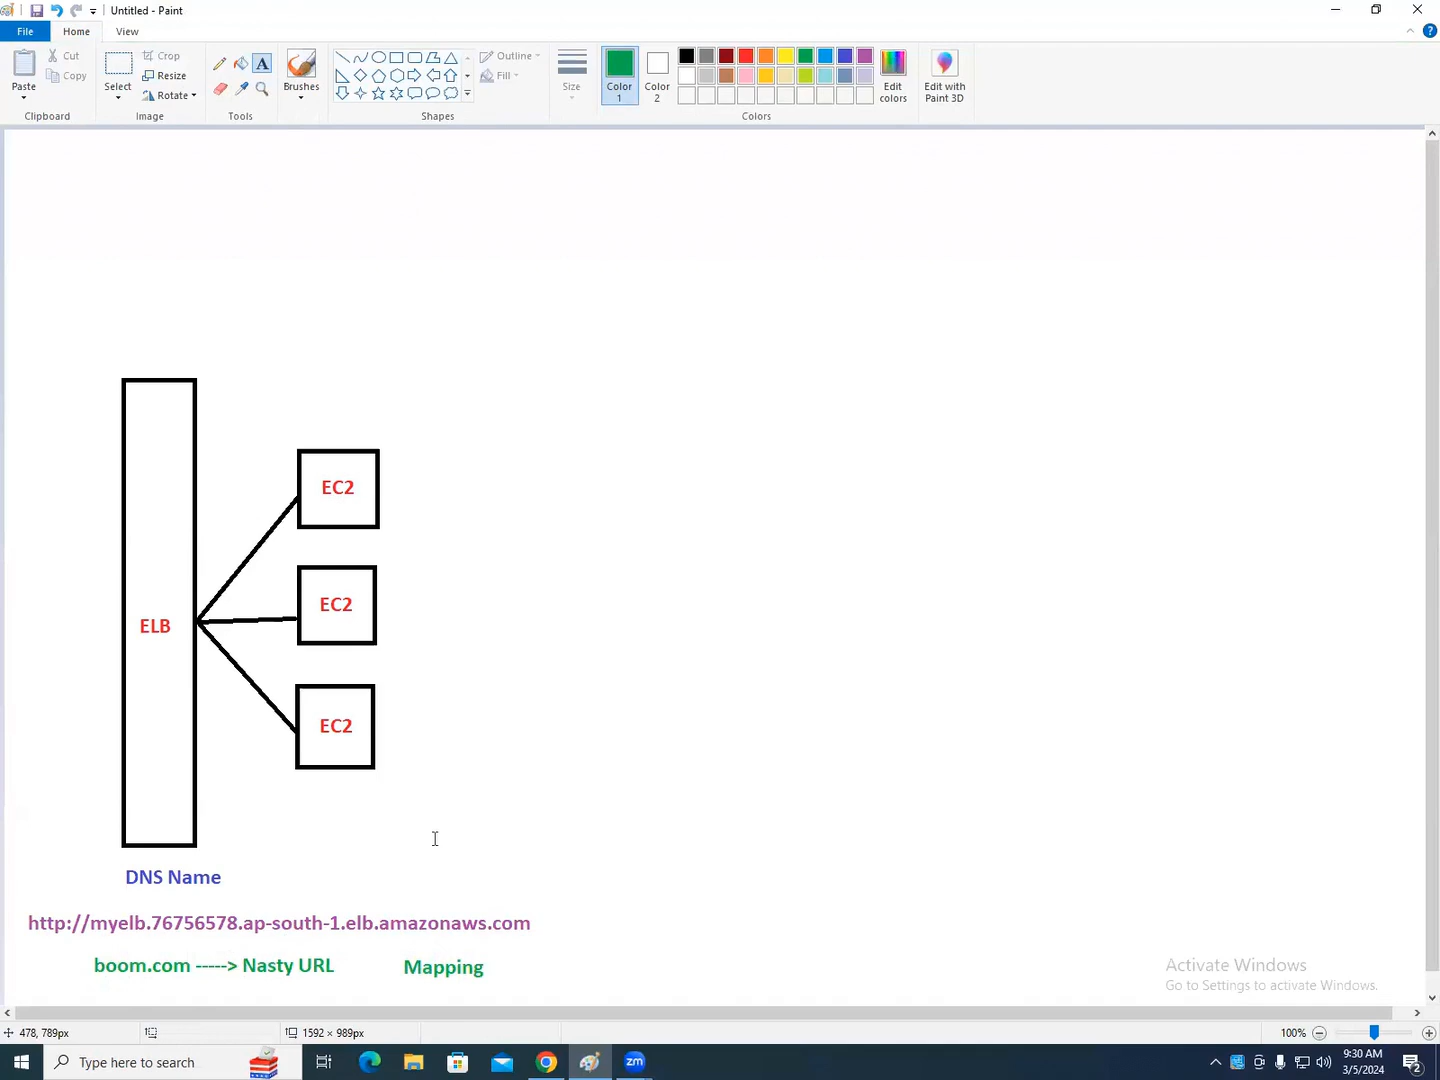 Untitled - Paint
File
Home
View
Paste
Cut
Copy
Clipboard
Select
Crop
Resize
Rotate
Image
A
Tools
Brushes
Outline
Fill
Shapes
Size
Color 1
Color 2
Edit colors
Edit with Paint 3D
Colors
ELB
EC2
EC2
EC2
DNS Name
http://myelb.76756578.ap-south-1.elb.amazonaws.com
boom.com -----> Nasty URL
Mapping
Activate Windows
Go to Settings to activate Windows.
478, 789px
1592 × 989px
100%
Type here to search
zm
9:30 AM
3/5/2024
2